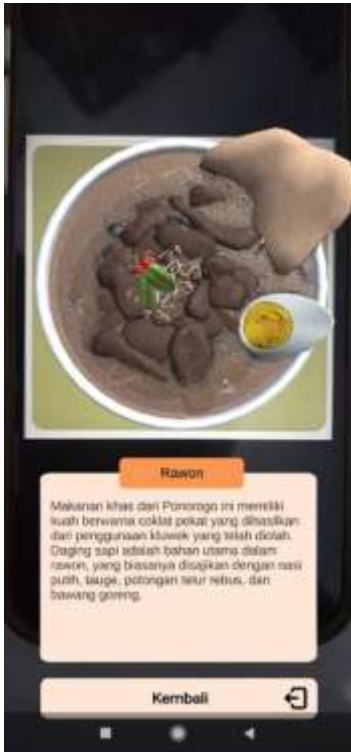 Rawon
Makanan khas dari Ponorogo ini memiliki
kuah berwarna coklat pekat yang dihasilkan
dari penggunaan kluwek yang telah diolah.
Daging sapi adalah bahan utama dalam
rawon, yang biasanya disajikan dengan nasi
putih, tauge, potongan telur rebus, dan
bawang goreng.
Kembali